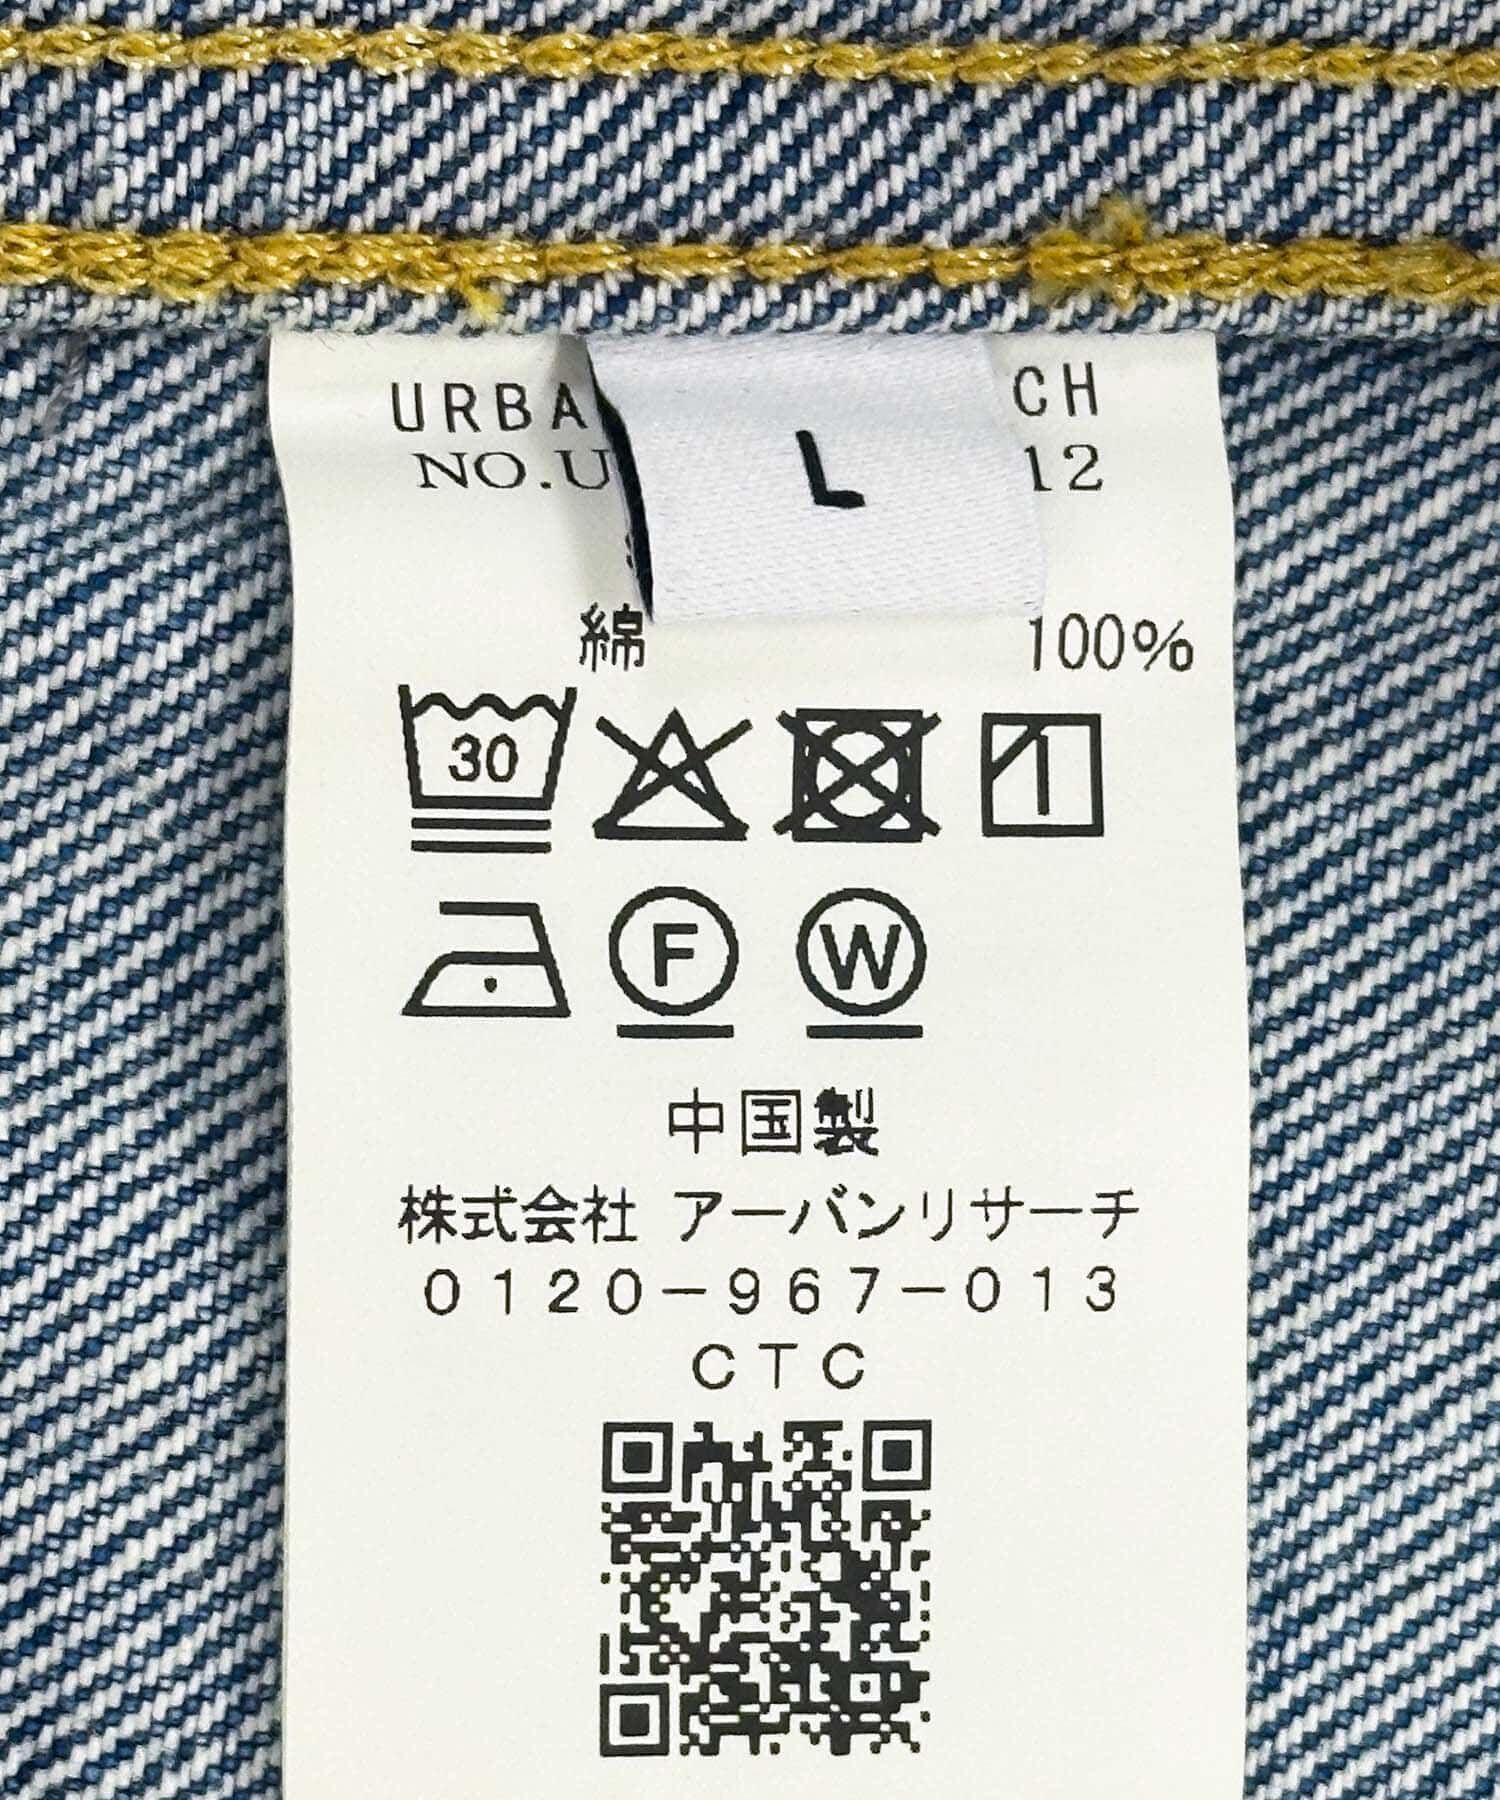 URBA CH
NO.U L 12
綿 100%
30
F W
中国製
株式会社 アーバンリサーチ
0120-967-013
CTC